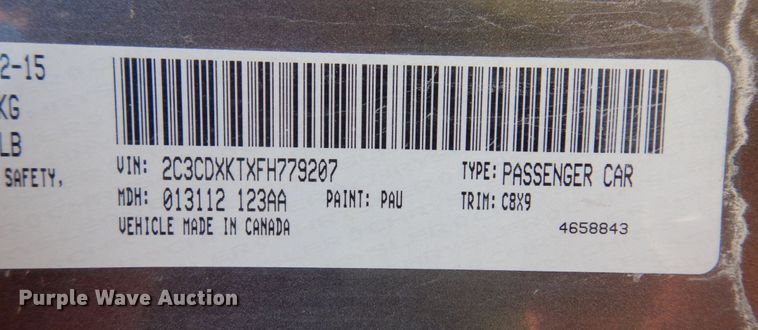 2-15
KG
LB
SAFETY,
VIN: 2C3CDXKTXFH779207 TYPE: PASSENGER CAR
MDH: 013112 123AA PAINT: PAU TRIM: C8X9
VEHICLE MADE IN CANADA 4658843
Purple Wave Auction